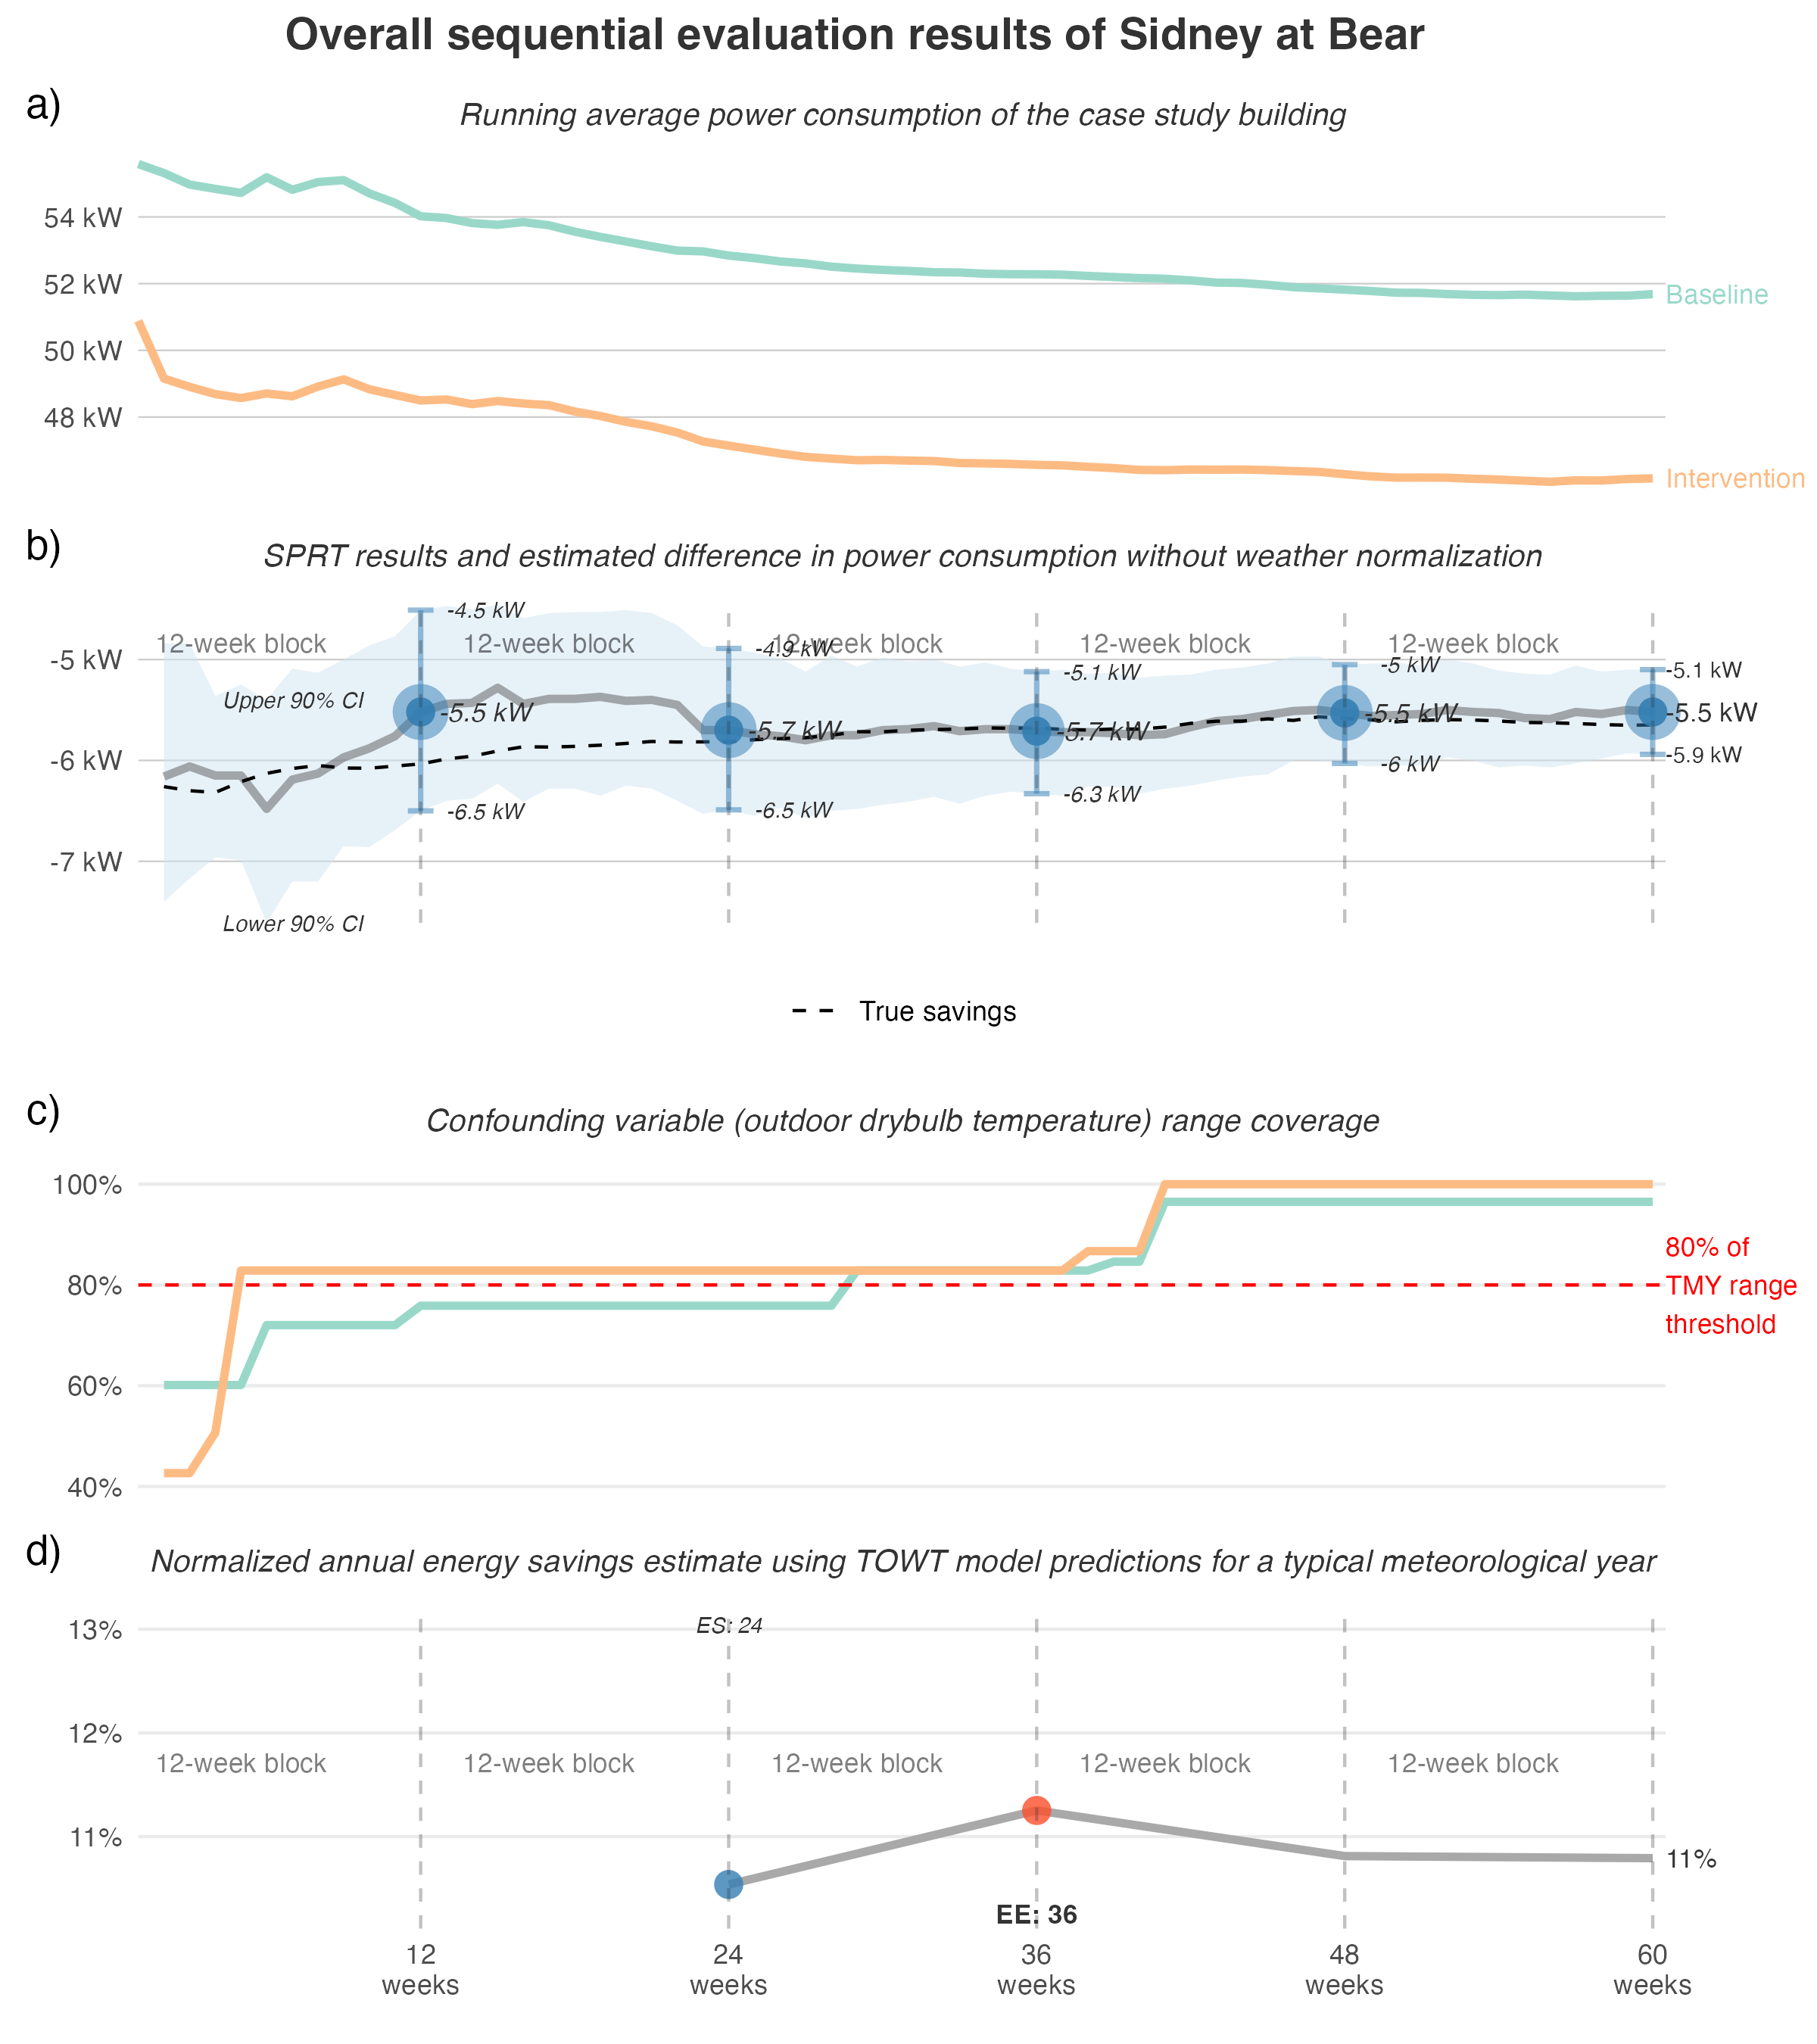 Overall sequential evaluation results of Sidney at Bear
a)
Running average power consumption of the case study building
54 kW
52 kW
50 kW
48 kW
Baseline
Intervention
b)
SPRT results and estimated difference in power consumption without weather normalization
-5 kW
-6 kW
-7 kW
12-week block
12-week block
12-week block
12-week block
12-week block
Upper 90% CI
Lower 90% CI
-4.5 kW
-5.5 kW
-6.5 kW
-4.9 kW
-5.7 kW
-6.5 kW
-5.1 kW
-5.7 kW
-6.3 kW
-5 kW
-5.5 kW
-6 kW
-5.1 kW
-5.5 kW
-5.9 kW
True savings
c)
Confounding variable (outdoor drybulb temperature) range coverage
100%
80%
60%
40%
80% of
TMY range
threshold
d)
Normalized annual energy savings estimate using TOWT model predictions for a typical meteorological year
13%
12%
11%
ES: 24
12-week block
12-week block
12-week block
12-week block
12-week block
11%
EE: 36
12
weeks
24
weeks
36
weeks
48
weeks
60
weeks